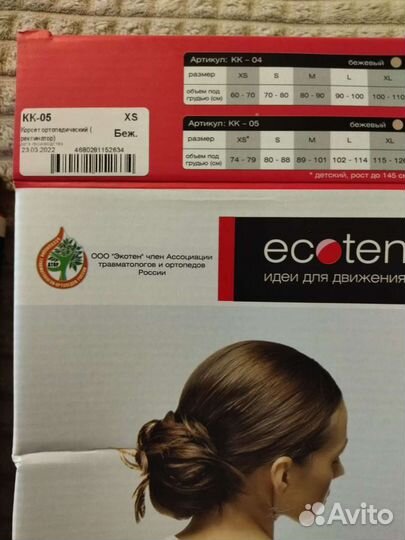 Артикул: КК - 04 бежевый
размер XS S M L XL
объем под грудью (см) 60 - 70 70 - 80 80 - 90 90 - 100 100 - 110
КК-05 XS
Корсет ортопедический (
реклинатор) Беж.
дата производства
23.03.2022 4680281152634
Артикул: КК - 05 бежевый
размер XS* S M L XL
объем под грудью (см) 74 - 79 80 - 88 89 - 101 102 - 114 115 - 126
* детский, рост до 145 см
ООО "Экотен" член Ассоциации
травматологов и ортопедов
России
ecoten
идеи для движения
Avito